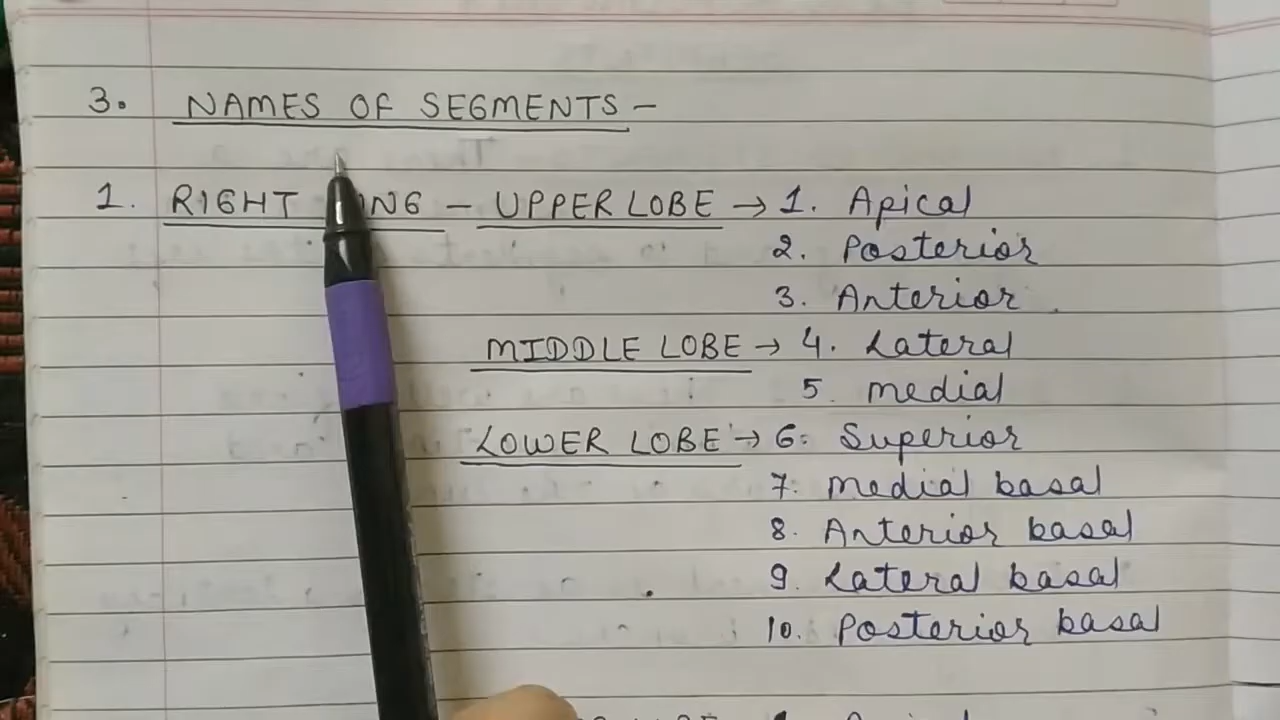 3. NAMES OF SEGMENTS -
1. RIGHT LUNG - UPPER LOBE → 1. Apical
2. Posterior
3. Anterior
MIDDLE LOBE → 4. Lateral
5. Medial
LOWER LOBE → 6. Superior
7. Medial basal
8. Anterior basal
9. Lateral basal
10. Posterior basal